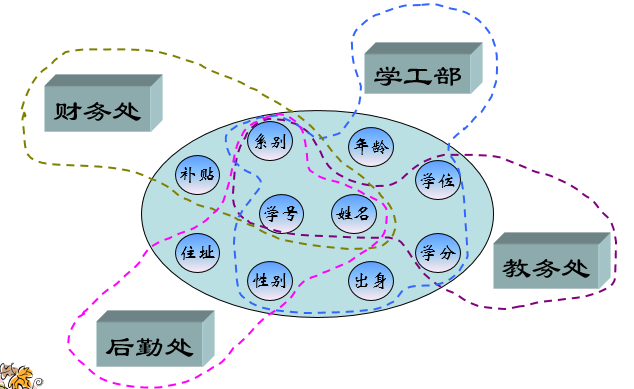 学工部
财务处
系别
年龄
补贴
学位
学号
姓名
住址
学分
教务处
性别
出身
后勤处